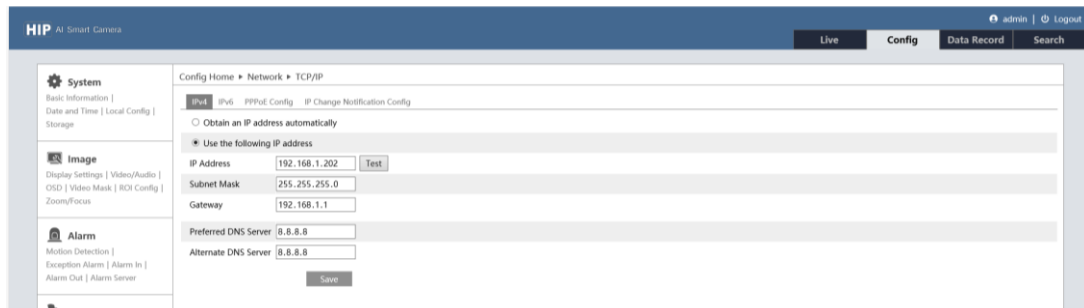 HIP AI Smart Camera
admin | Logout
Live Config Data Record Search
System
Basic Information |
Date and Time | Local Config |
Storage
Image
Display Settings | Video/Audio |
OSD | Video Mask | ROI Config |
Zoom/Focus
Alarm
Motion Detection |
Exception Alarm | Alarm In |
Alarm Out | Alarm Server
Config Home ▸ Network ▸ TCP/IP
IPv4 IPv6 PPPoE Config IP Change Notification Config
Obtain an IP address automatically
Use the following IP address
IP Address 192.168.1.202 Test
Subnet Mask 255.255.255.0
Gateway 192.168.1.1
Preferred DNS Server 8.8.8.8
Alternate DNS Server 8.8.8.8
Save